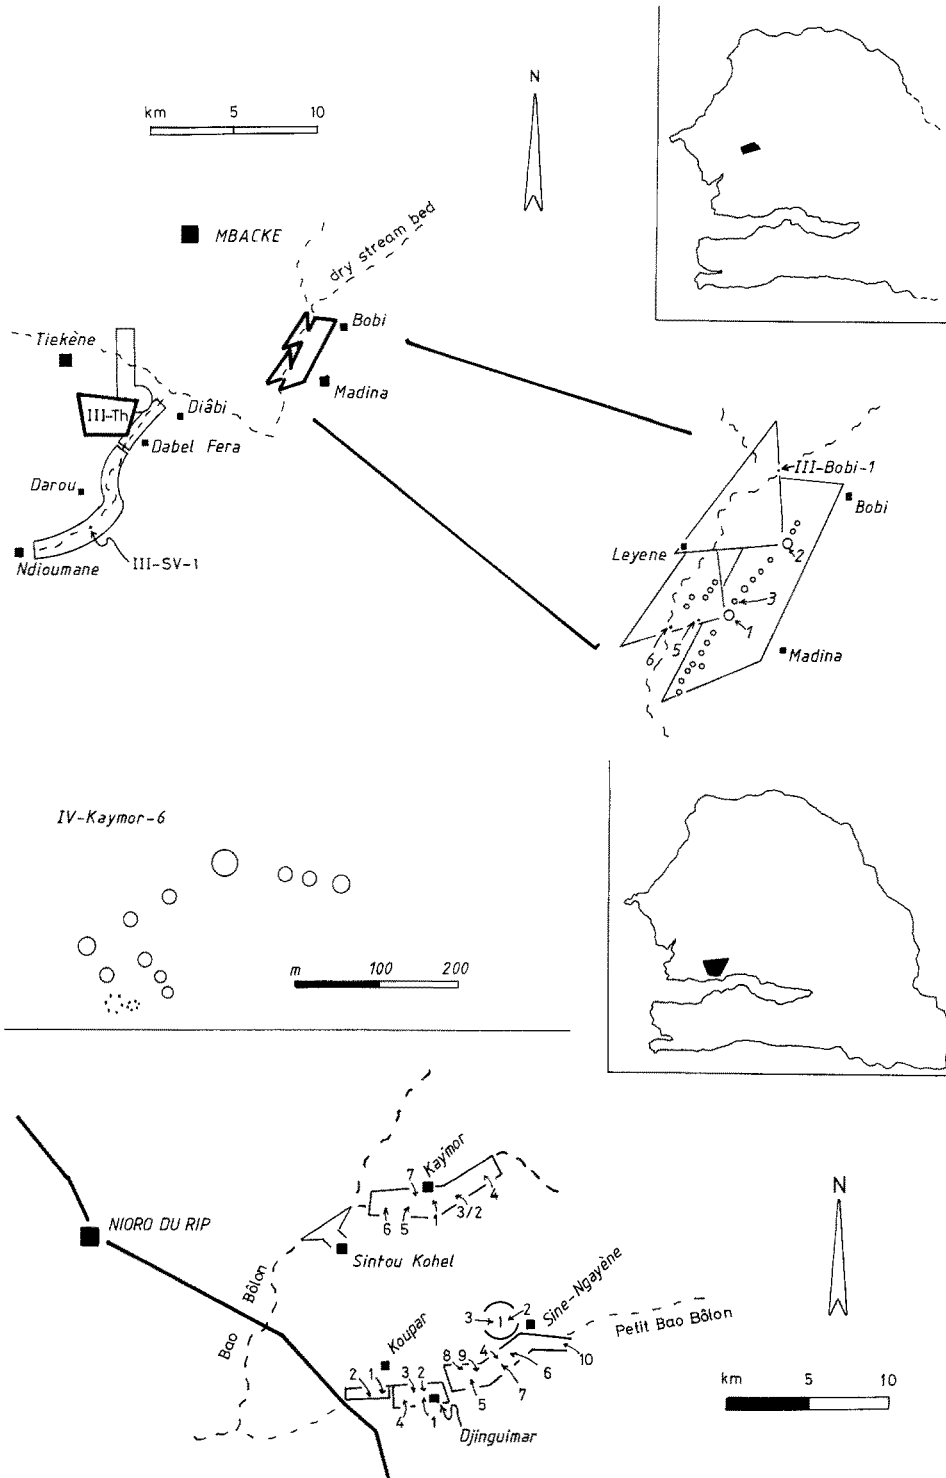 N
km 5 10
MBACKE
dry stream bed
Tiekène
Bobi
Madina
III-Th
Diâbi
Dabel Fera
Darou
III-SV-1
Ndioumane
III-Bobi-1
Bobi
Leyene
2
3
1
5
6
Madina
IV-Kaymor-6
m 100 200
Kaymor
7
4
3/2
6 5 1
N
NIORO DU RIP
Sintou Kohel
Bao Bôlon
Sine-Ngayène
3 1 2
Petit Bao Bôlon
Koupar
8 9 4
6 10
2 1 3 2
5 7
4 1
Djinguimar
km 5 10